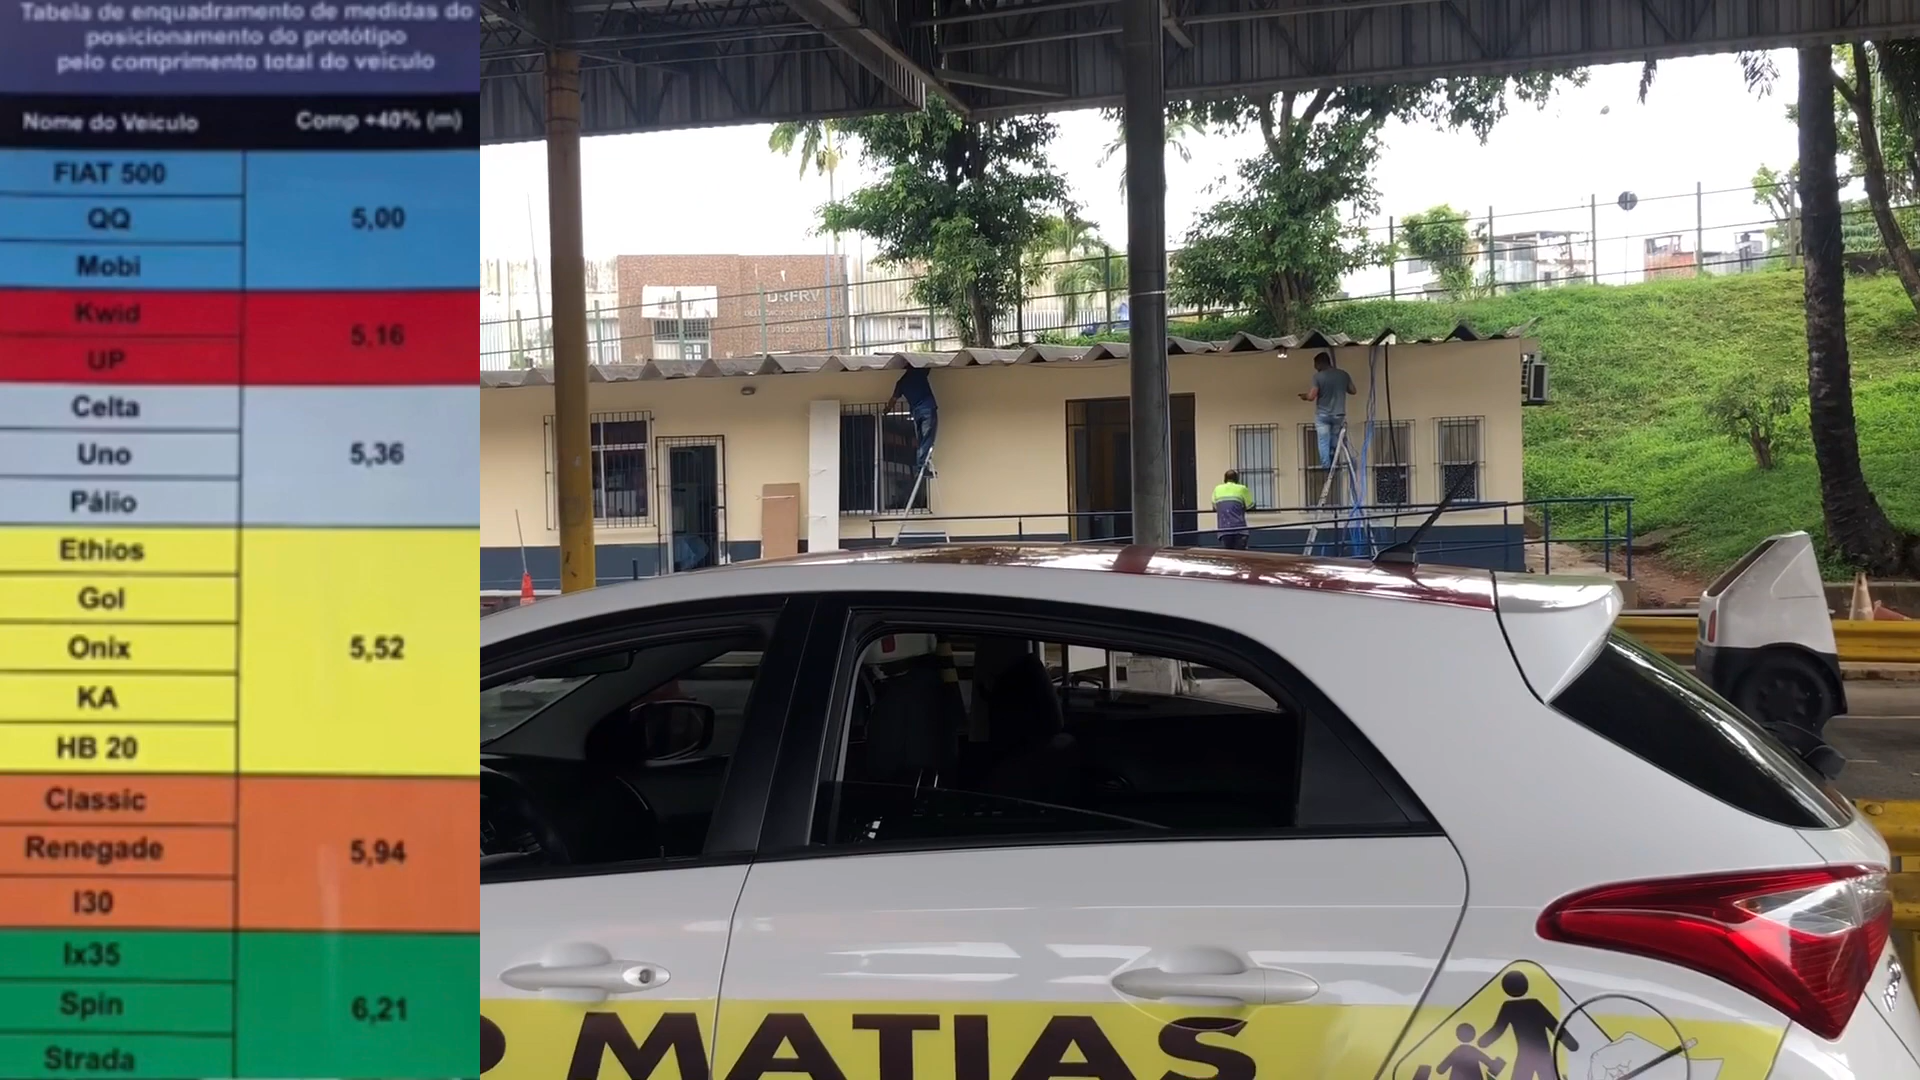 Tabela de enquadramento de medidas do
posicionamento do protótipo
pelo comprimento total do veículo
Nome do Veículo
Comp +40% (m)
FIAT 500
QQ
Mobi
5,00
Kwid
UP
5,16
Celta
Uno
Pálio
5,36
Ethios
Gol
Onix
KA
HB 20
5,52
Classic
Renegade
I30
5,94
Ix35
Spin
Strada
6,21
DRFRV
MATIAS